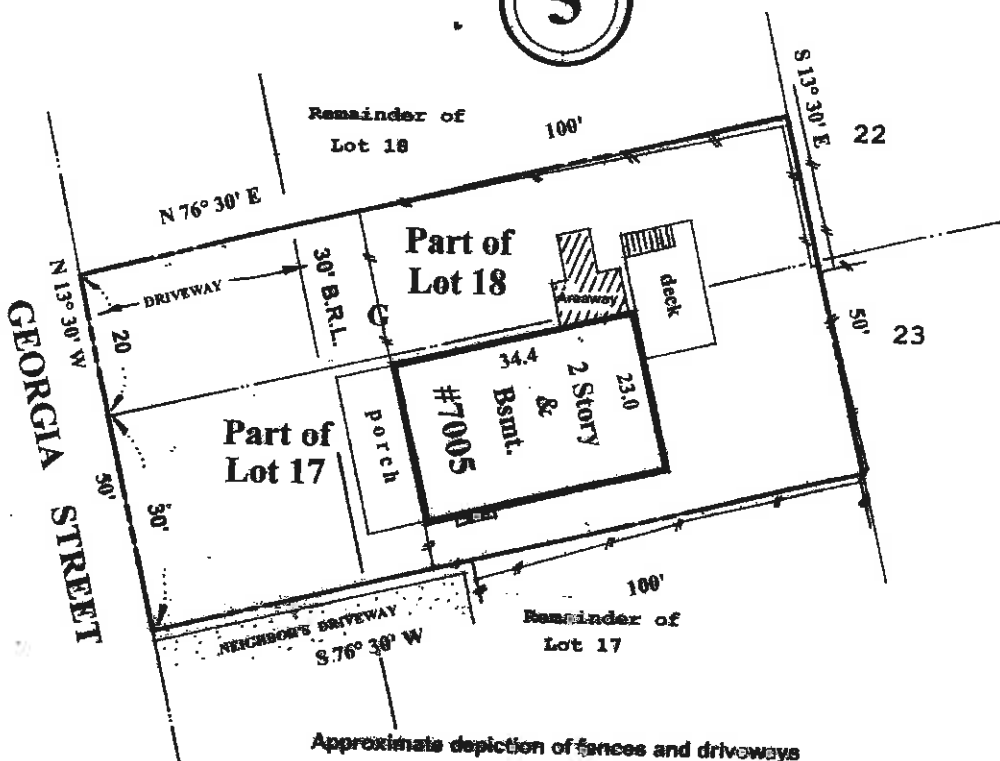 S
Remainder of
Lot 18
100'
S 13° 30' E
22
N 76° 30' E
Part of
Lot 18
30' B.R.L.
DRIVEWAY
N 13° 30' W
20
Areaway
deck
GEORGIA STREET
34.4
23.0
2 Story
&
Bsmt.
#7005
50'
23
Part of
Lot 17
porch
50'
30'
100'
NEIGHBOR'S DRIVEWAY
S 76° 30' W
Remainder of
Lot 17
Approximate depiction of fences and driveways